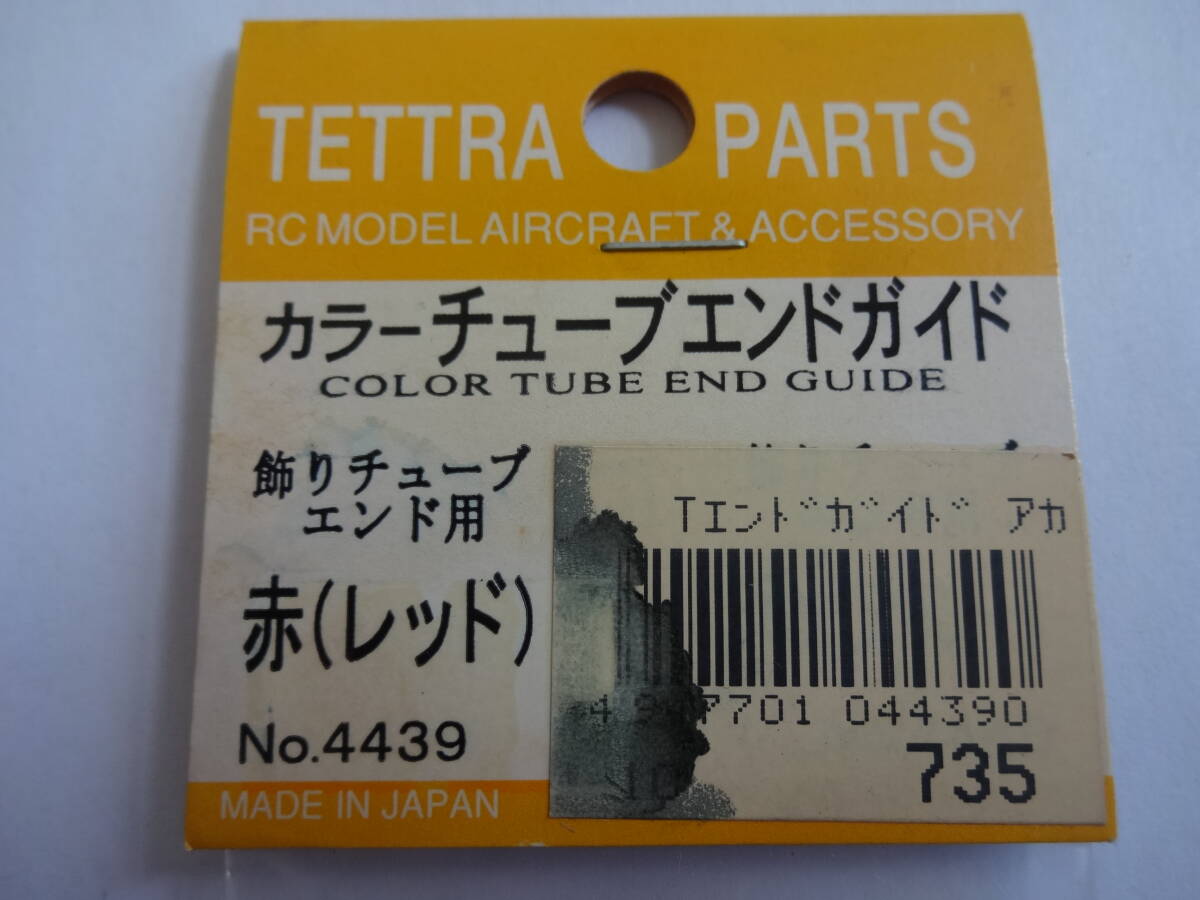 TETTRA PARTS
RC MODEL AIRCRAFT & ACCESSORY
カラーチューブエンドガイド
COLOR TUBE END GUIDE
飾りチューブ
エンド用
赤(レッド)
No.4439
MADE IN JAPAN
Tエンドガイド アカ
7701 044390
735